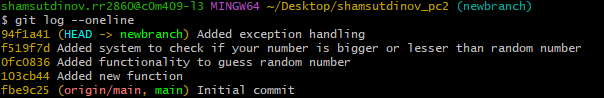 shamsutdinov.rr2860@c0m409-l3 MINGW64 ~/Desktop/shamsutdinov_pc2 (newbranch)
$ git log --oneline
94f1a41 (HEAD -> newbranch) Added exception handling
f519f7d Added system to check if your number is bigger or lesser than random number
0fc0836 Added functionality to guess random number
103cb44 Added new function
fbe9c25 (origin/main, main) Initial commit